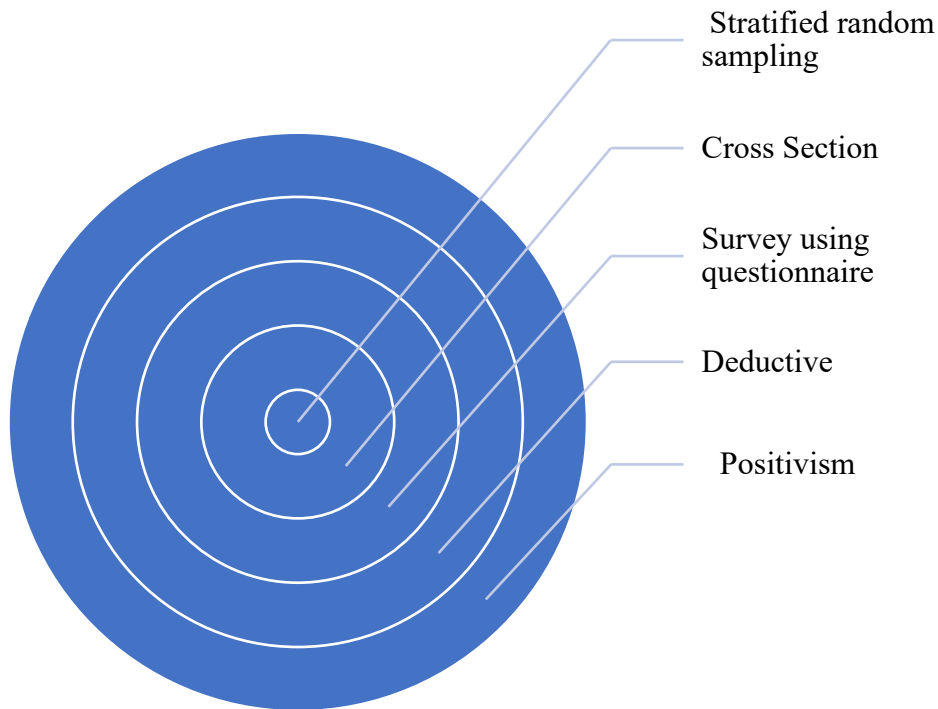 Stratified random
sampling
Cross Section
Survey using
questionnaire
Deductive
Positivism